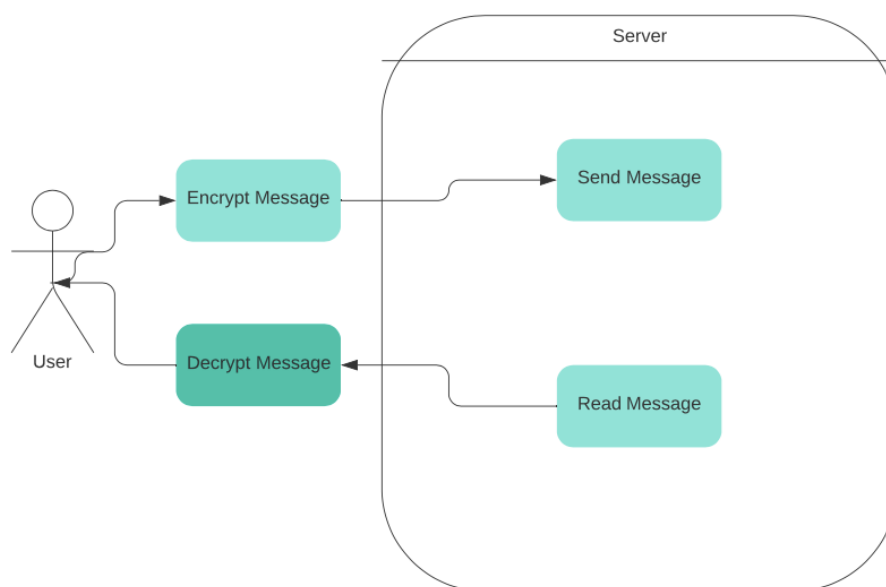 Server
Send Message
Encrypt Message
User
Decrypt Message
Read Message